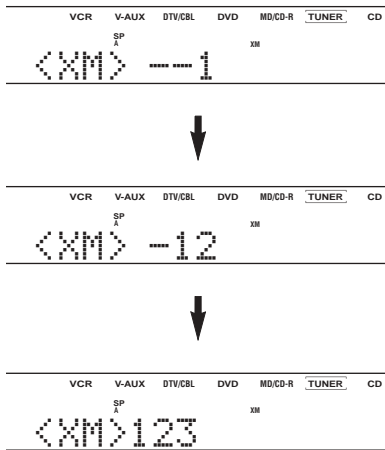 VCR V-AUX DTV/CBL DVD MD/CD-R TUNER CD
SP
A XM
<XM> --1
VCR V-AUX DTV/CBL DVD MD/CD-R TUNER CD
SP
A XM
<XM> -12
VCR V-AUX DTV/CBL DVD MD/CD-R TUNER CD
SP
A XM
<XM>123